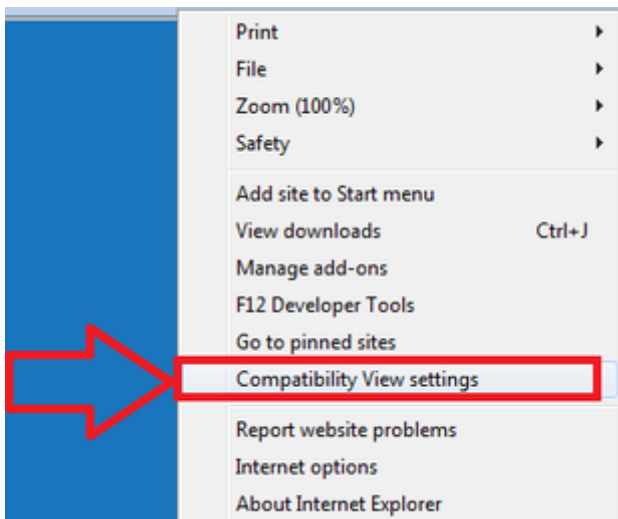 Print
File
Zoom (100%)
Safety
Add site to Start menu
View downloads Ctrl+J
Manage add-ons
F12 Developer Tools
Go to pinned sites
Compatibility View settings
Report website problems
Internet options
About Internet Explorer